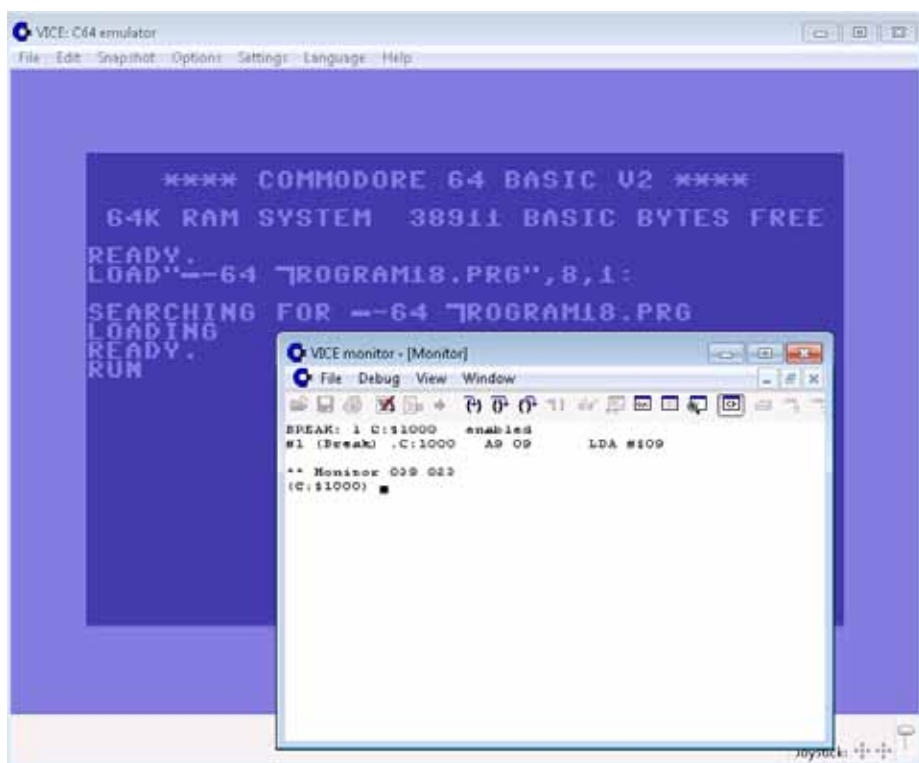 VICE: C64 emulator
File Edit Snapshot Options Settings Language Help
**** COMMODORE 64 BASIC V2 ****
64K RAM SYSTEM 38911 BASIC BYTES FREE
READY.
LOAD"——64 ┐ROGRAM18.PRG",8,1:
SEARCHING FOR ——64 ┐ROGRAM18.PRG
LOADING
READY.
RUN
VICE monitor - [Monitor]
File Debug View Window
BREAK: 1 C:$1000 enabled
#1 (Break) .C:1000 A9 09 LDA #$09
** Monitor 039 023
(C:$1000)
Joystick: